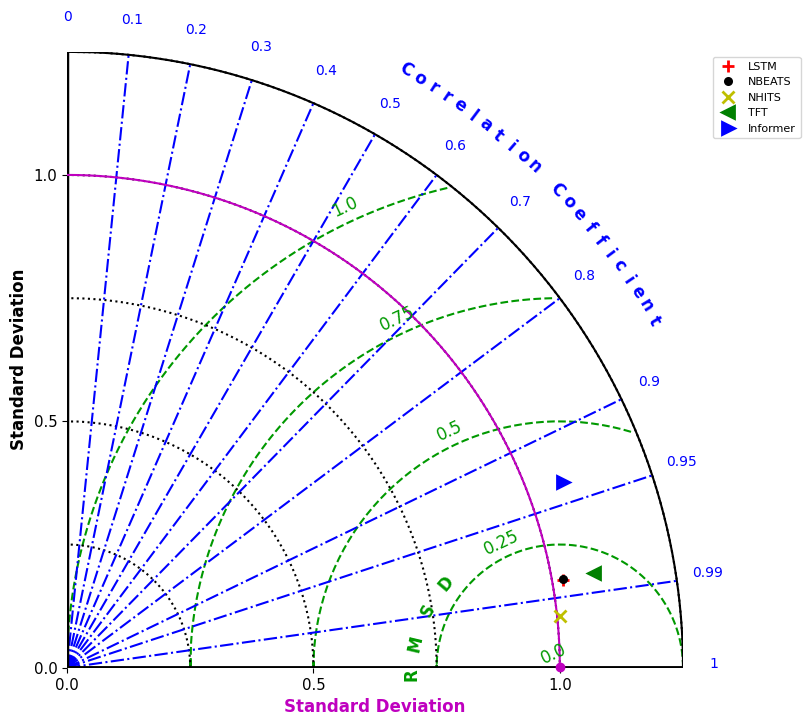 0
0.1
0.2
0.3
0.4
0.5
0.6
0.7
0.8
0.9
0.95
0.99
1
Correlation Coefficient
LSTM
NBEATS
NHITS
TFT
Informer
1.0
0.75
0.5
0.25
0.0
RMSD
Standard Deviation
1.0
0.5
0.0
0.0
0.5
1.0
Standard Deviation